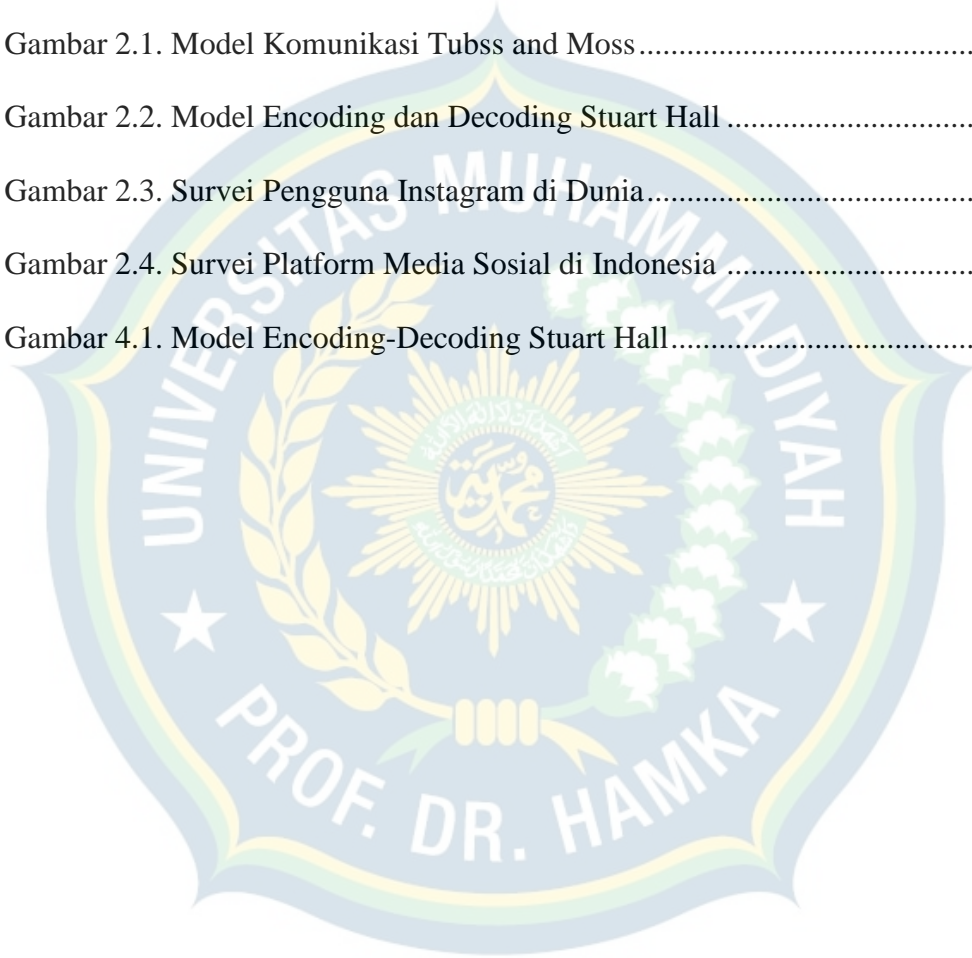 Gambar 2.1. Model Komunikasi Tubss and Moss.......................................
Gambar 2.2. Model Encoding dan Decoding Stuart Hall............................
Gambar 2.3. Survei Pengguna Instagram di Dunia.....................................
Gambar 2.4. Survei Platform Media Sosial di Indonesia............................
Gambar 4.1. Model Encoding-Decoding Stuart Hall...................................
UNIVERSITAS MUHAMMADIYAH
محمدية
PROF. DR. HAMKA